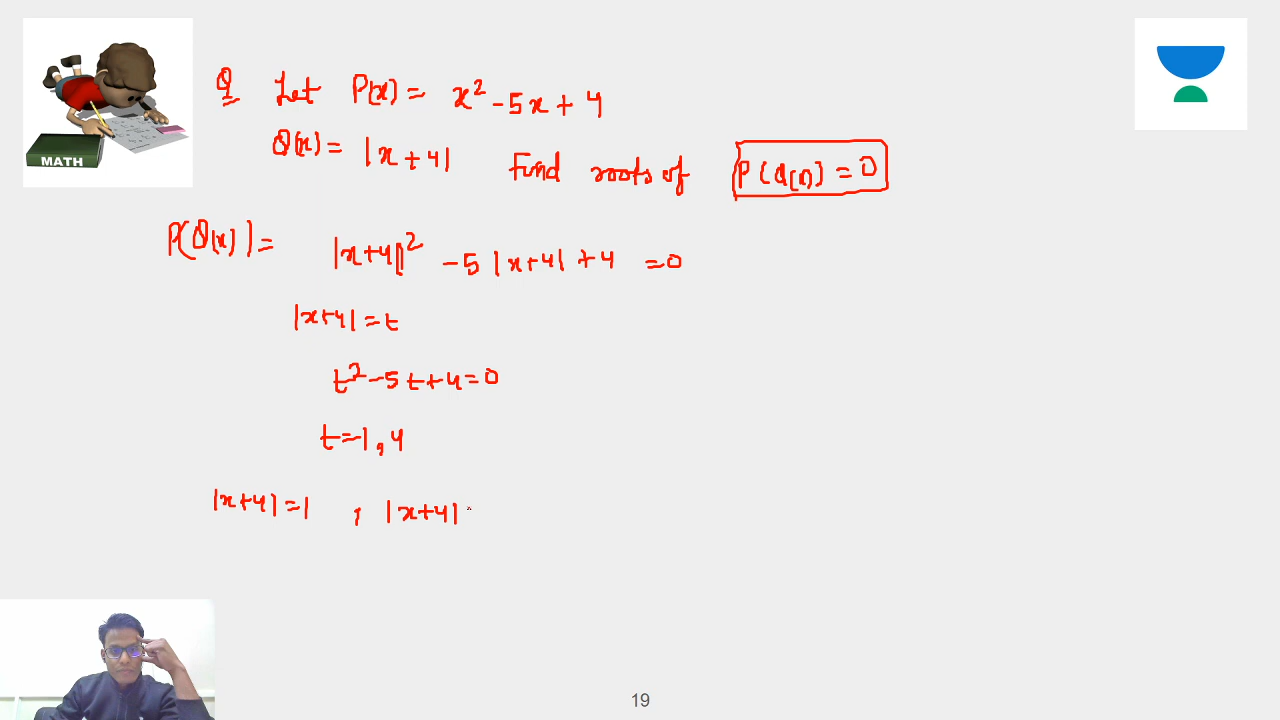 MATH
Q Let P(x) = x² - 5x + 4
Q(x) = |x+4| Find roots of P(Q(x)) = 0
P(Q(x)) = |x+4|² - 5|x+4| + 4 = 0
|x+4| = t
t² - 5t + 4 = 0
t = 1, 4
|x+4| = 1 , |x+4|
19